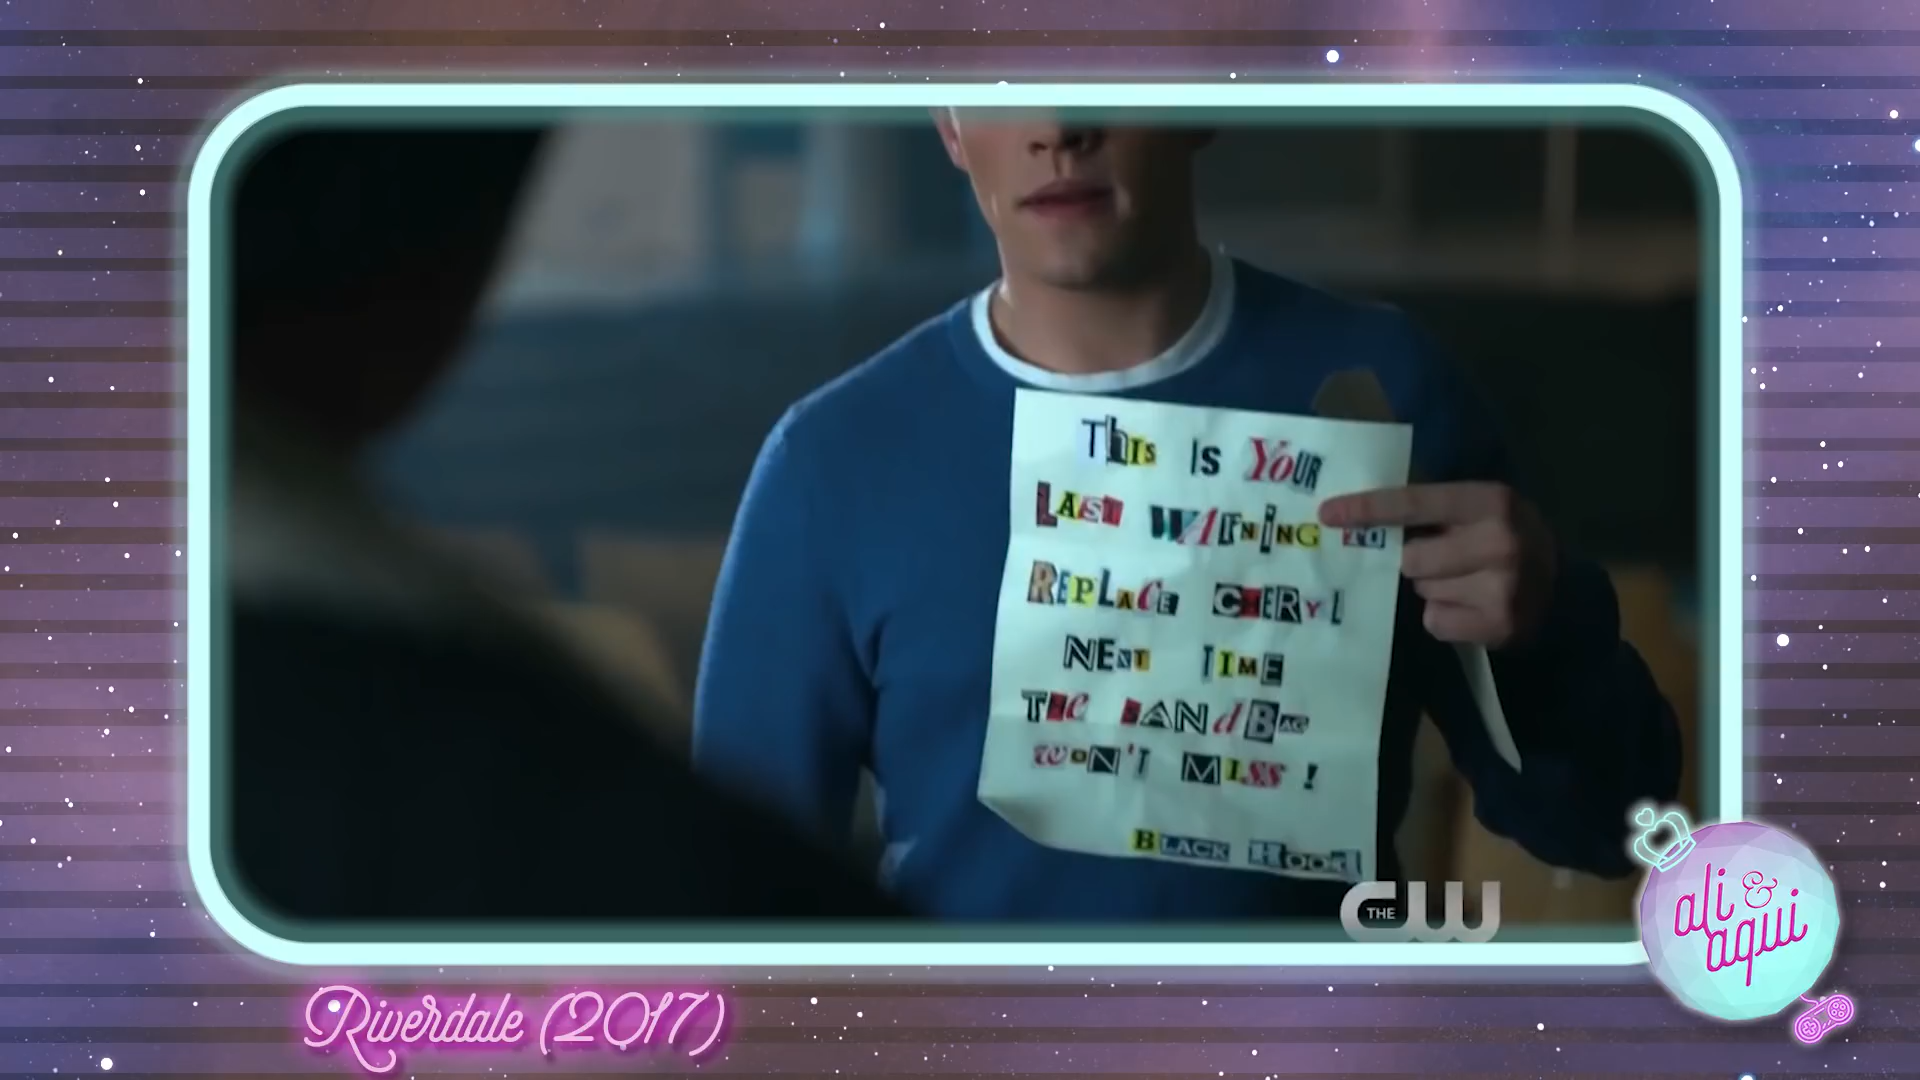 This Is Your
Last WArning to
REPLACE CHERYL
NExT TIME
THE SANdBAG
woN'T MIss !
BLACK HOOd
THE CW
ali &
aqui
Riverdale (2017)